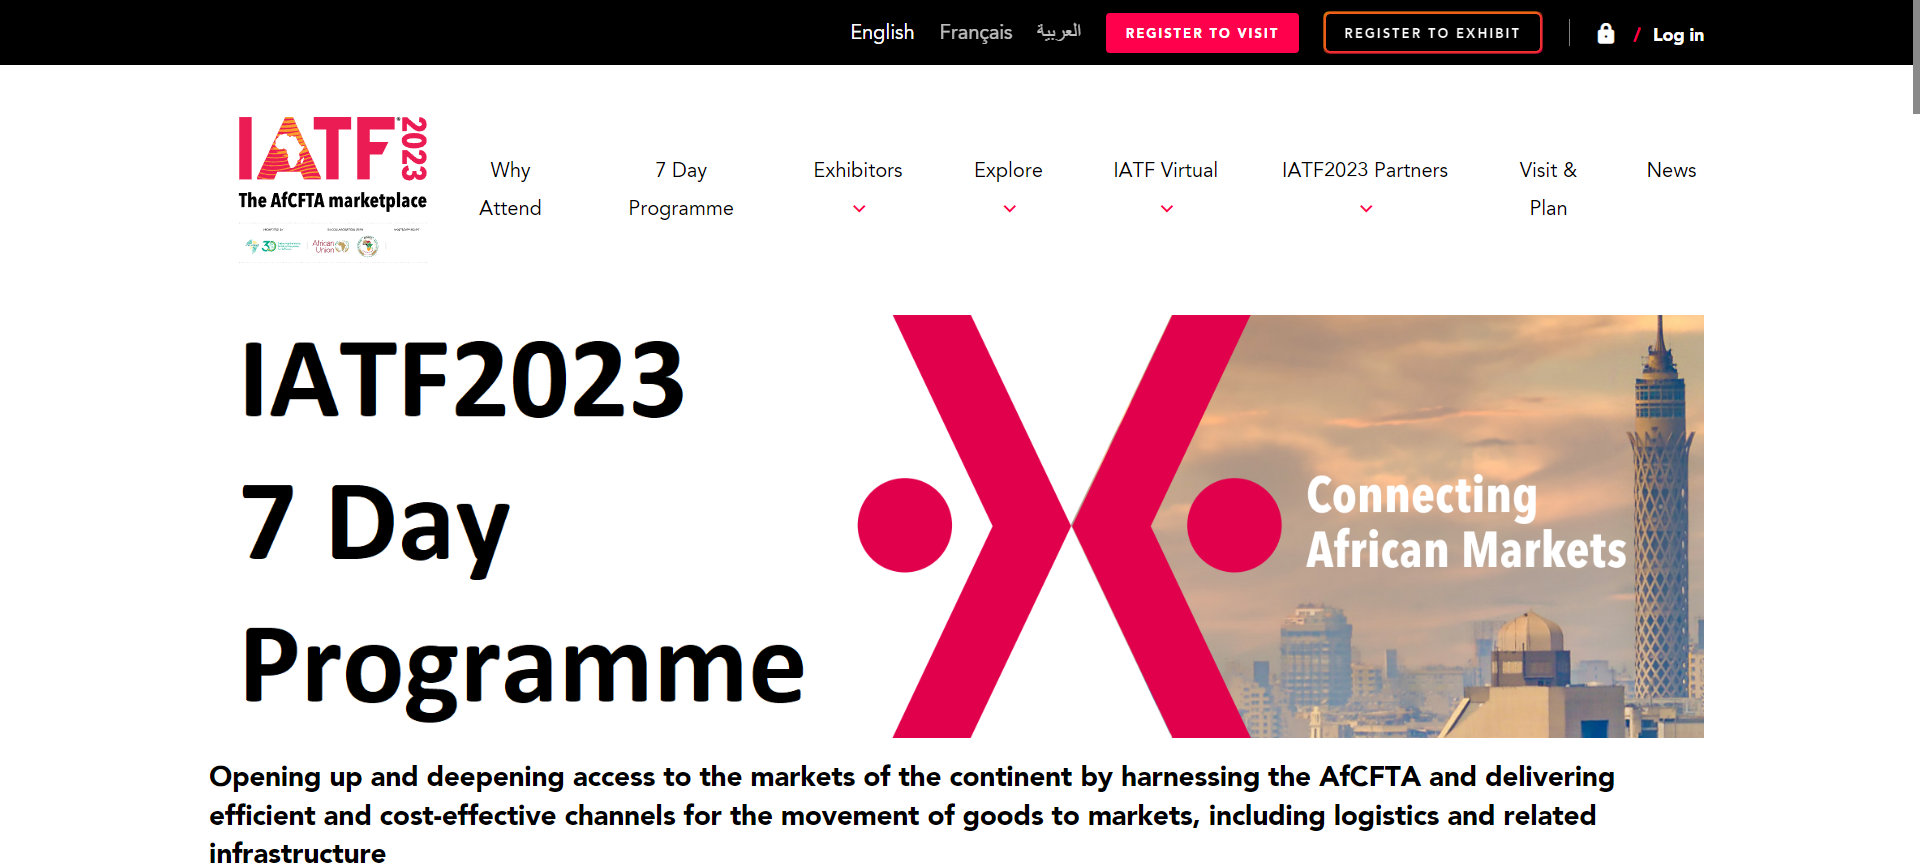 English Français العربية REGISTER TO VISIT REGISTER TO EXHIBIT / Log in
IATF 2023
The AfCFTA marketplace
African
Union
Why
Attend
7 Day
Programme
Exhibitors
Explore
IATF Virtual
IATF2023 Partners
Visit &
Plan
News
IATF2023
7 Day
Programme
Connecting
African Markets
Opening up and deepening access to the markets of the continent by harnessing the AfCFTA and delivering
efficient and cost-effective channels for the movement of goods to markets, including logistics and related
infrastructure